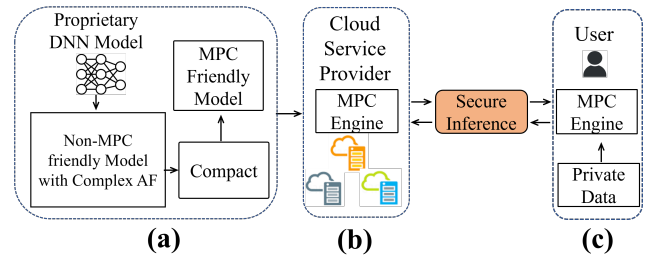 Proprietary
DNN Model
Non-MPC
friendly Model
with Complex AF
MPC
Friendly
Model
Compact
(a)
Cloud
Service
Provider
MPC
Engine
(b)
Secure
Inference
User
MPC
Engine
Private
Data
(c)